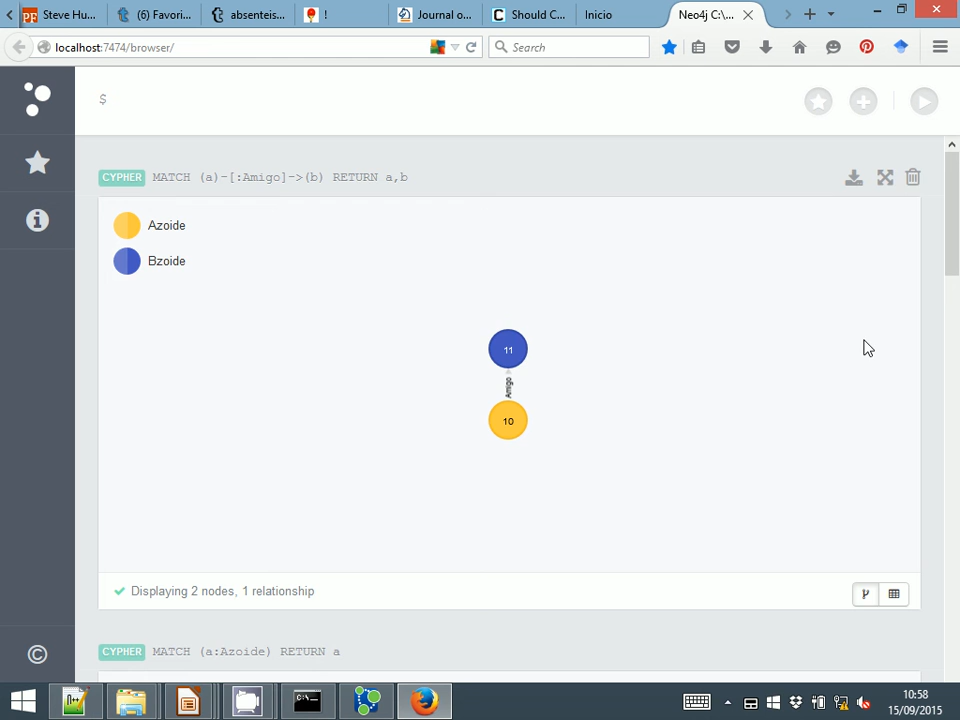 Steve Hu...
(6) Favori...
absenteis...
!
Journal o...
Should C...
Inicio
Neo4j C:\...
localhost:7474/browser/
Search
$
CYPHER MATCH (a)-[:Amigo]->(b) RETURN a,b
Azoide
Bzoide
11
Amigo
10
Displaying 2 nodes, 1 relationship
CYPHER MATCH (a:Azoide) RETURN a
10:58
15/09/2015